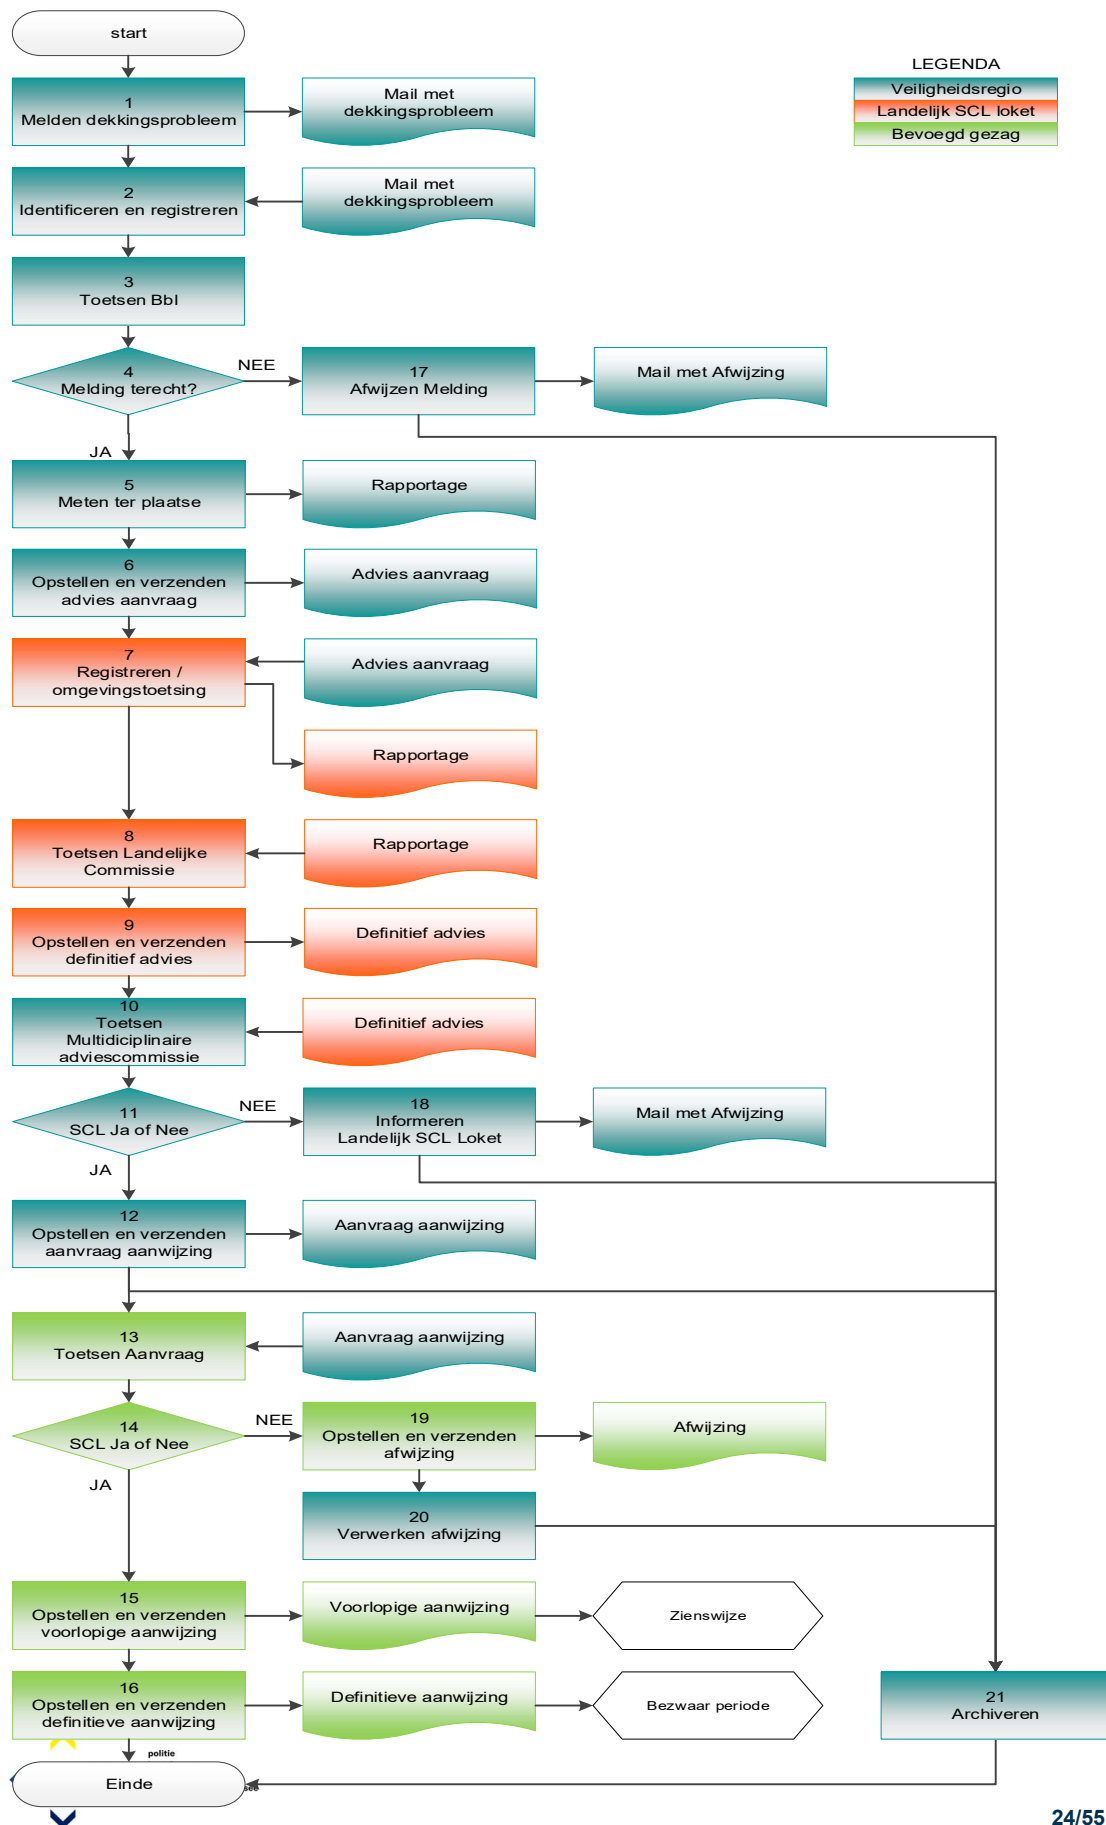 start
LEGENDA
Veiligheidsregio
Landelijk SCL loket
Bevoegd gezag
1
Melden dekkingsprobleem
Mail met
dekkingsprobleem
2
Identificeren en registreren
Mail met
dekkingsprobleem
3
Toetsen Bbl
4
Melding terecht?
NEE
17
Afwijzen Melding
Mail met Afwijzing
JA
5
Meten ter plaatse
Rapportage
6
Opstellen en verzenden
advies aanvraag
Advies aanvraag
7
Registreren /
omgevingstoetsing
Advies aanvraag
Rapportage
8
Toetsen Landelijke
Commissie
Rapportage
9
Opstellen en verzenden
definitief advies
Definitief advies
10
Toetsen
Multidiciplinaire
adviescommissie
Definitief advies
11
SCL Ja of Nee
NEE
18
Informeren
Landelijk SCL Loket
Mail met Afwijzing
JA
12
Opstellen en verzenden
aanvraag aanwijzing
Aanvraag aanwijzing
13
Toetsen Aanvraag
Aanvraag aanwijzing
14
SCL Ja of Nee
NEE
19
Opstellen en verzenden
afwijzing
Afwijzing
JA
20
Verwerken afwijzing
15
Opstellen en verzenden
voorlopige aanwijzing
Voorlopige aanwijzing
Zienswijze
16
Opstellen en verzenden
definitieve aanwijzing
Definitieve aanwijzing
Bezwaar periode
21
Archiveren
politie
Einde
24/55